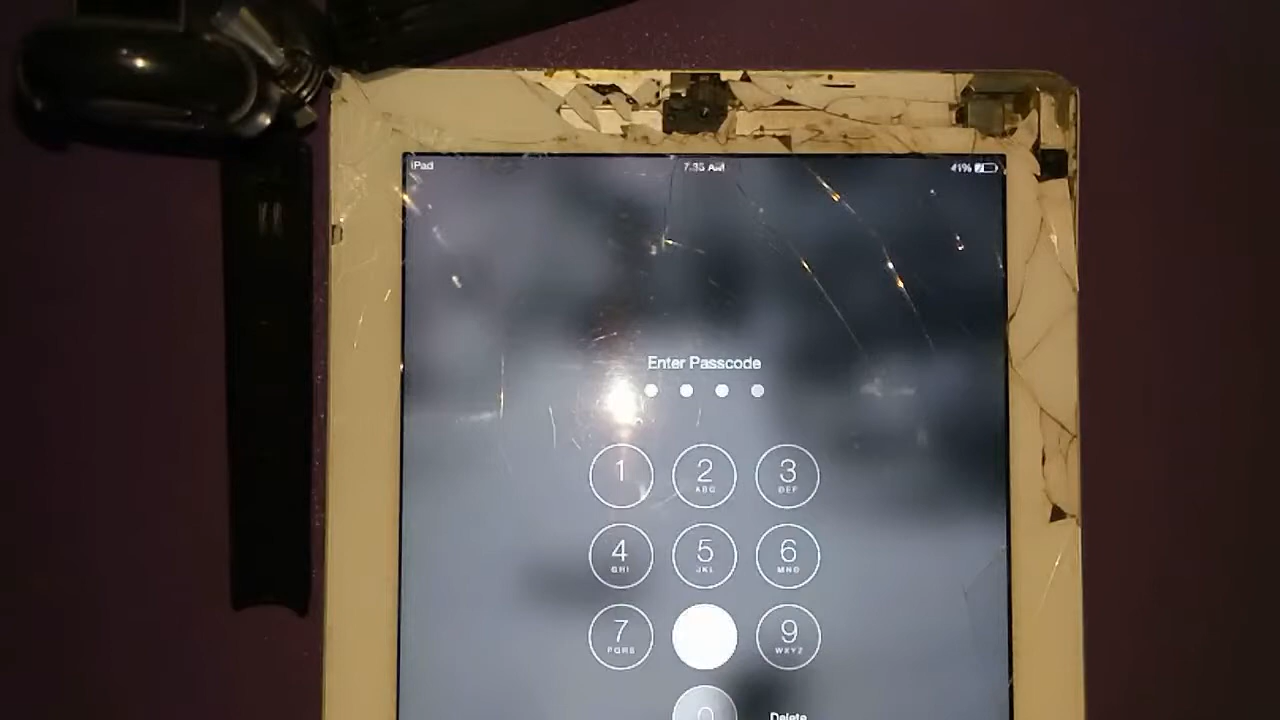 iPad 7:35 AM 41%
Enter Passcode
1 2 3
ABC DEF
4 5 6
GHI JKL MNO
7 9
PQRS WXYZ
0 Delete